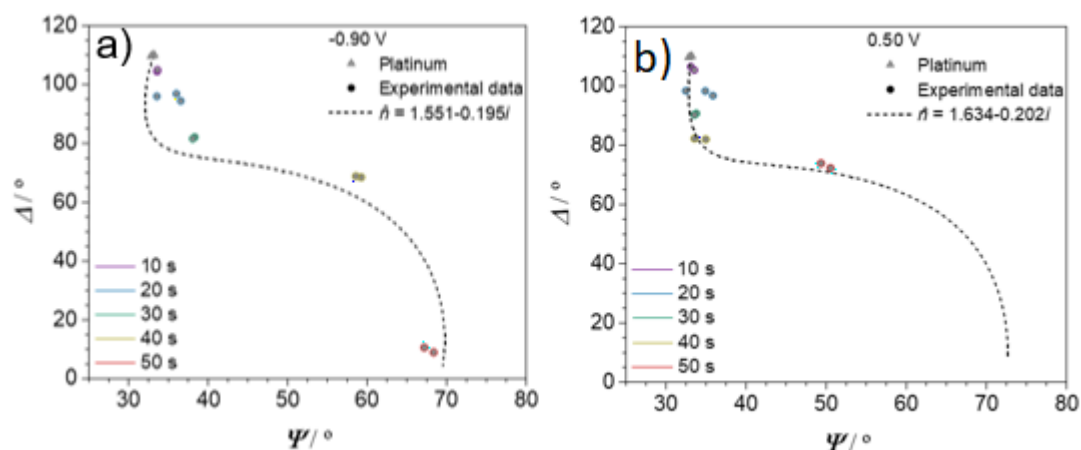 a)
-0.90 V
Platinum
Experimental data
n̂ = 1.551-0.195i
10 s
20 s
30 s
40 s
50 s
120
100
80
60
40
20
0
Δ / °
30 40 50 60 70 80
Ψ/ °
b)
0.50 V
Platinum
Experimental data
n̂ = 1.634-0.202i
10 s
20 s
30 s
40 s
50 s
120
100
80
60
40
20
0
Δ / °
30 40 50 60 70 80
Ψ/ °